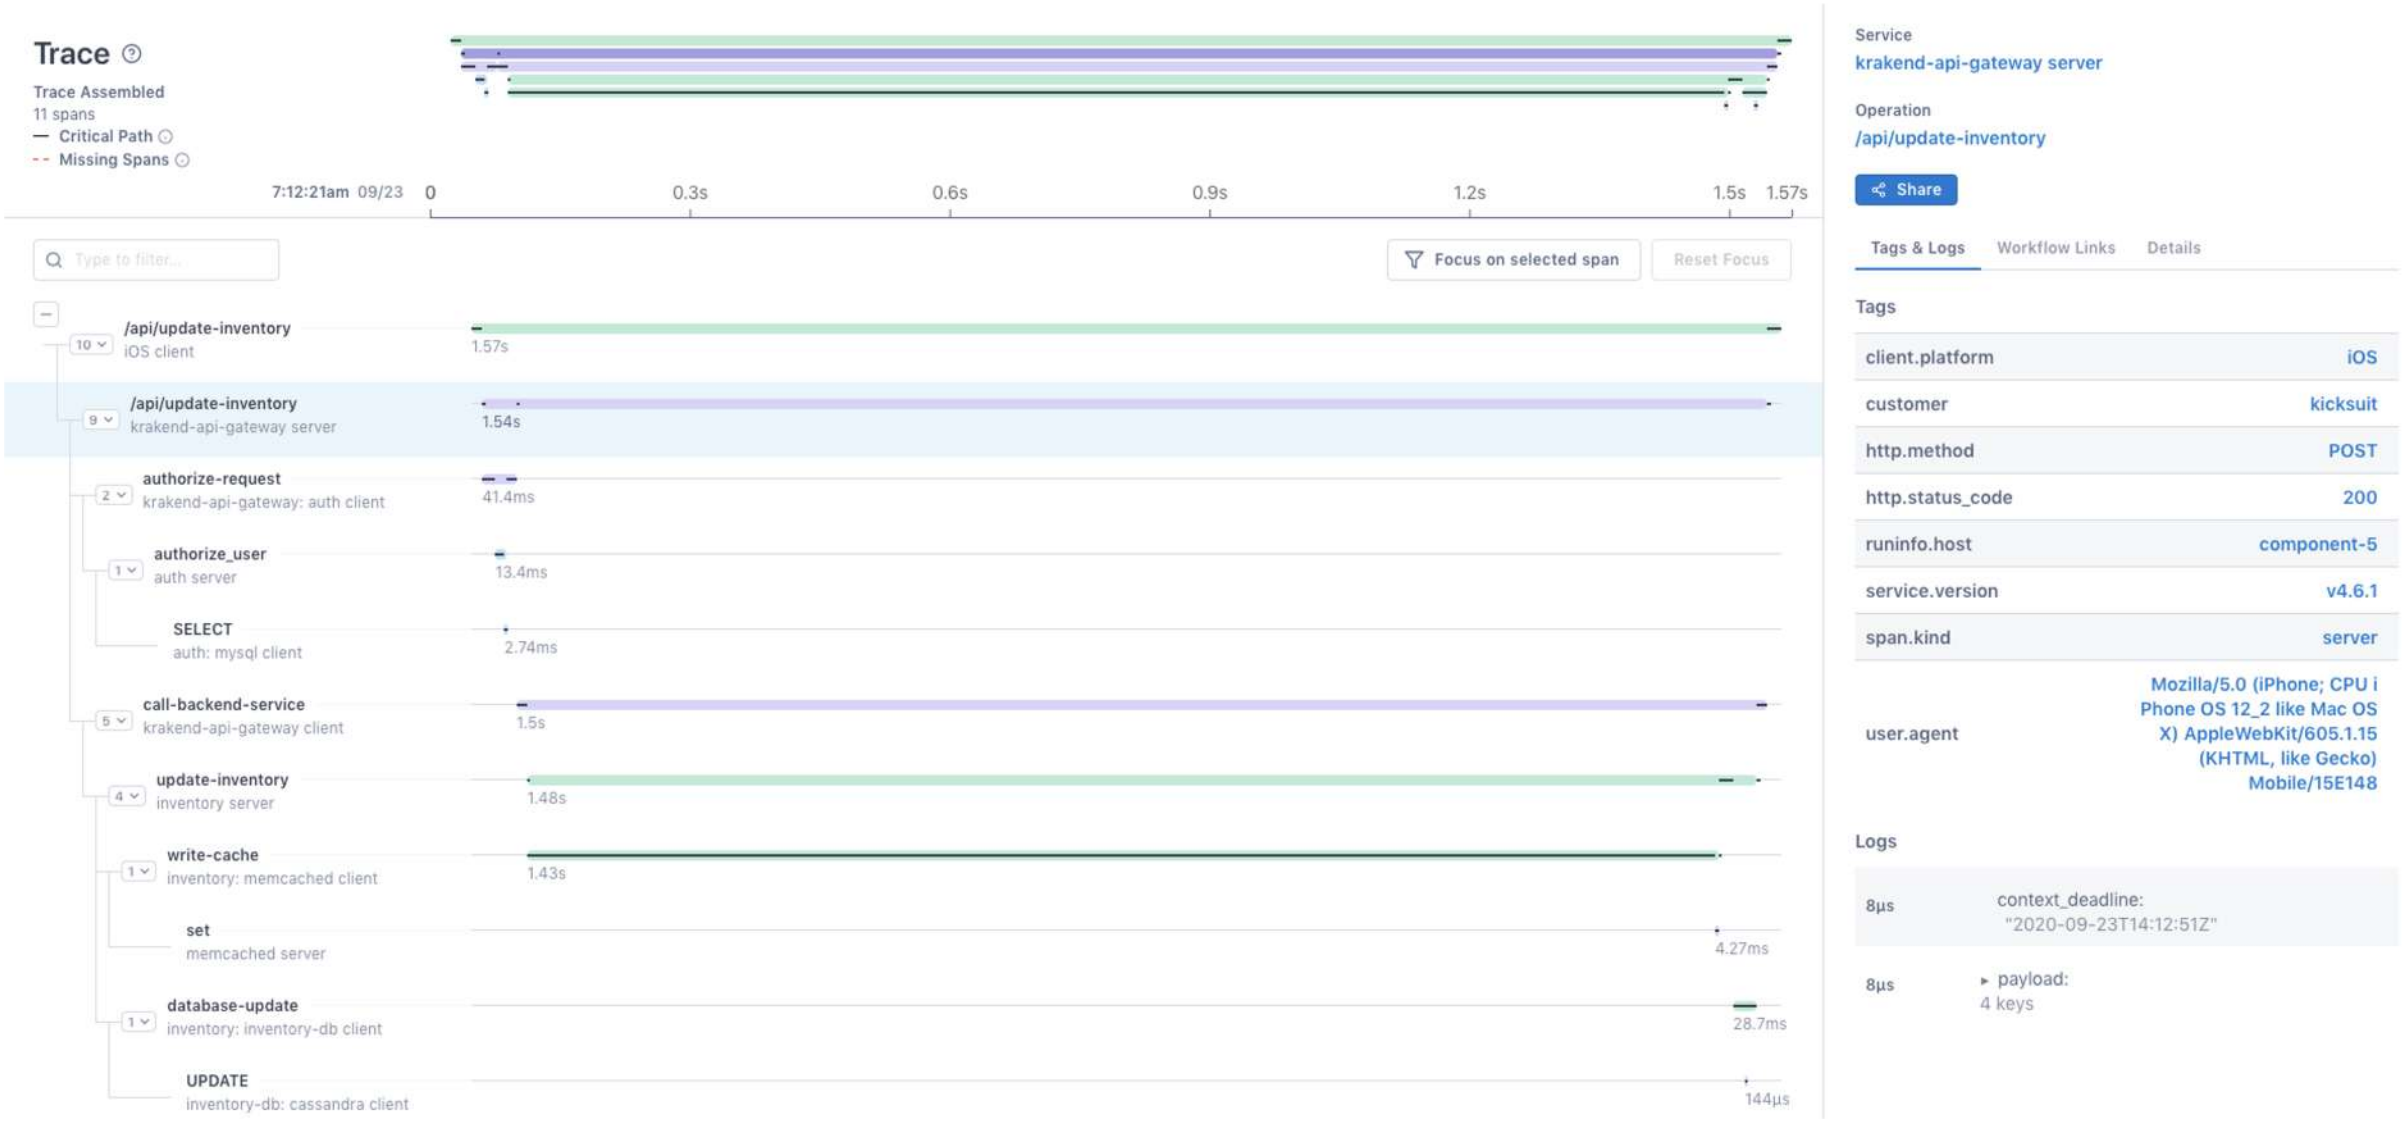 Trace
Trace Assembled
11 spans
Critical Path
Missing Spans
7:12:21am 09/23 0 0.3s 0.6s 0.9s 1.2s 1.5s 1.57s
Type to filter...
Focus on selected span
Reset Focus
10
/api/update-inventory
iOS client
1.57s
9
/api/update-inventory
krakend-api-gateway server
1.54s
2
authorize-request
krakend-api-gateway: auth client
41.4ms
1
authorize_user
auth server
13.4ms
SELECT
auth: mysql client
2.74ms
5
call-backend-service
krakend-api-gateway client
1.5s
4
update-inventory
inventory server
1.48s
1
write-cache
inventory: memcached client
1.43s
set
memcached server
4.27ms
1
database-update
inventory: inventory-db client
28.7ms
UPDATE
inventory-db: cassandra client
144µs
Service
krakend-api-gateway server
Operation
/api/update-inventory
Share
Tags & Logs Workflow Links Details
Tags
client.platform iOS
customer kicksuit
http.method POST
http.status_code 200
runinfo.host component-5
service.version v4.6.1
span.kind server
user.agent
Mozilla/5.0 (iPhone; CPU i
Phone OS 12_2 like Mac OS
X) AppleWebKit/605.1.15
(KHTML, like Gecko)
Mobile/15E148
Logs
8µs
context_deadline:
"2020-09-23T14:12:51Z"
8µs
payload:
4 keys